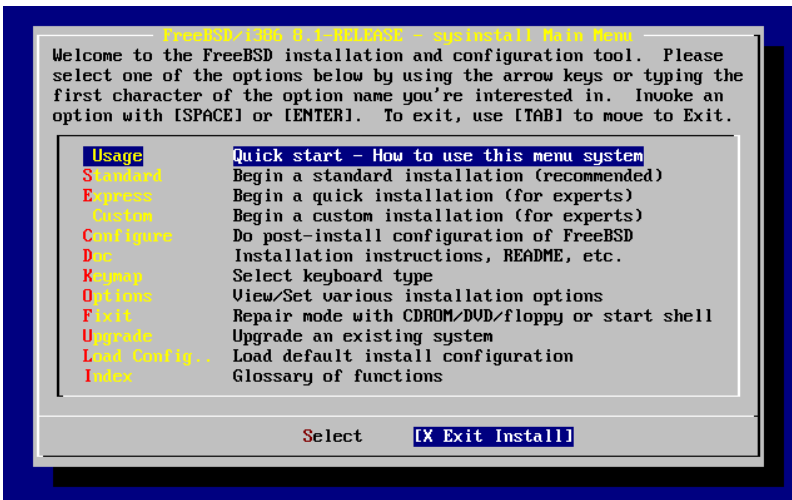 FreeBSD/i386 8.1-RELEASE - sysinstall Main Menu
Welcome to the FreeBSD installation and configuration tool.  Please
select one of the options below by using the arrow keys or typing the
first character of the option name you're interested in.  Invoke an
option with [SPACE] or [ENTER].  To exit, use [TAB] to move to Exit.
Usage Quick start - How to use this menu system
Standard Begin a standard installation (recommended)
Express Begin a quick installation (for experts)
Custom Begin a custom installation (for experts)
Configure Do post-install configuration of FreeBSD
Doc Installation instructions, README, etc.
Keymap Select keyboard type
Options View/Set various installation options
Fixit Repair mode with CDROM/DVD/floppy or start shell
Upgrade Upgrade an existing system
Load Config.. Load default install configuration
Index Glossary of functions
Select [X Exit Install]